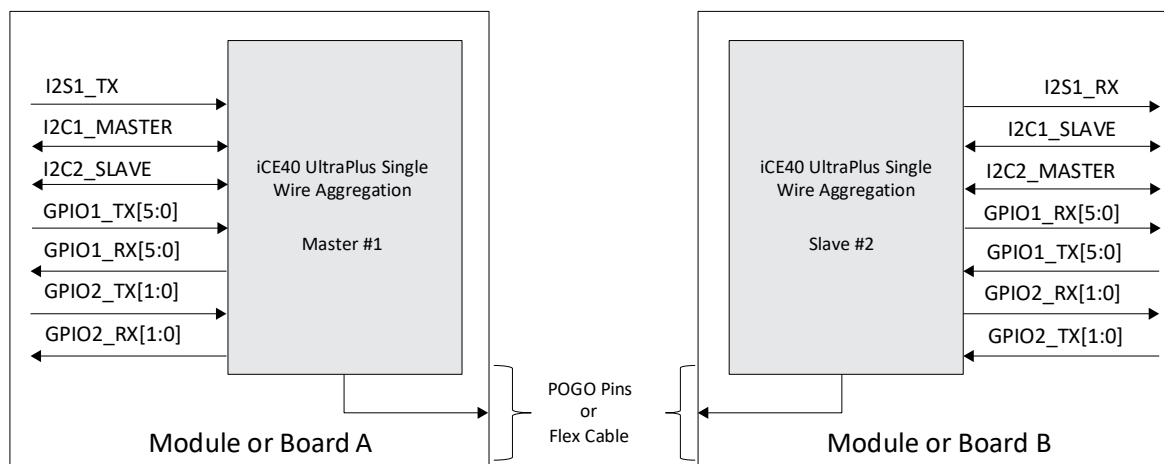 I2S1_TX
I2C1_MASTER
I2C2_SLAVE
GPIO1_TX[5:0]
GPIO1_RX[5:0]
GPIO2_TX[1:0]
GPIO2_RX[1:0]
iCE40 UltraPlus Single
Wire Aggregation
Master #1
Module or Board A
POGO Pins
or
Flex Cable
iCE40 UltraPlus Single
Wire Aggregation
Slave #2
I2S1_RX
I2C1_SLAVE
I2C2_MASTER
GPIO1_RX[5:0]
GPIO1_TX[5:0]
GPIO2_RX[1:0]
GPIO2_TX[1:0]
Module or Board B